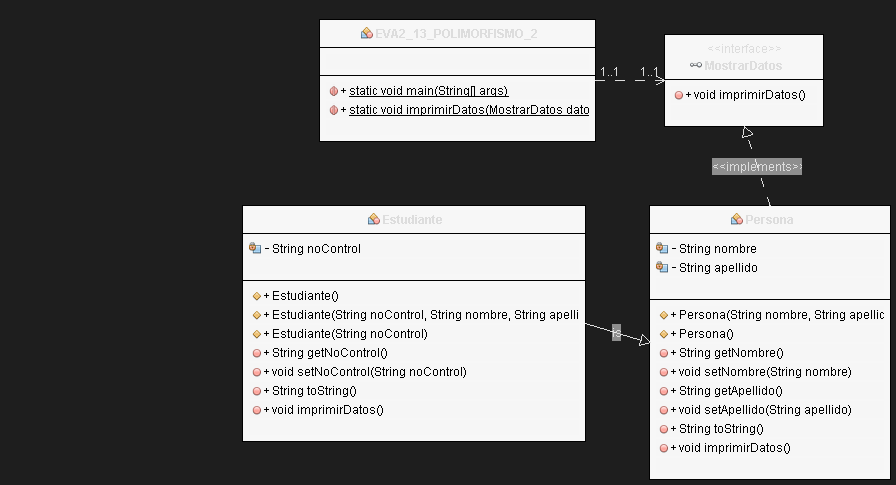 EVA2_13_POLIMORFISMO_2
+ static void main(String[] args)
+ static void imprimirDatos(MostrarDatos dato
1..1
1..1
<<interface>>
MostrarDatos
+ void imprimirDatos()
<<implements>>
Estudiante
- String noControl
+ Estudiante()
+ Estudiante(String noControl, String nombre, String apelli
+ Estudiante(String noControl)
+ String getNoControl()
+ void setNoControl(String noControl)
+ String toString()
+ void imprimirDatos()
<
Persona
- String nombre
- String apellido
+ Persona(String nombre, String apellic
+ Persona()
+ String getNombre()
+ void setNombre(String nombre)
+ String getApellido()
+ void setApellido(String apellido)
+ String toString()
+ void imprimirDatos()